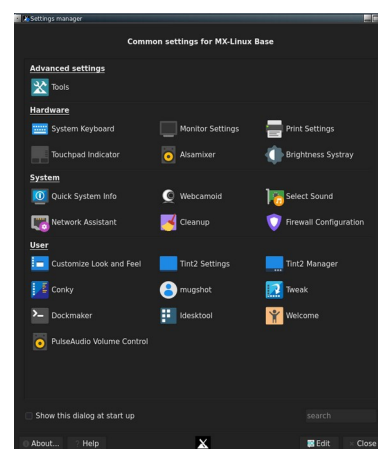 Settings manager
Common settings for MX-Linux Base
Advanced settings
Tools
Hardware
System Keyboard Monitor Settings Print Settings
Touchpad Indicator Alsamixer Brightness Systray
System
Quick System Info Webcamoid Select Sound
Network Assistant Cleanup Firewall Configuration
User
Customize Look and Feel Tint2 Settings Tint2 Manager
Conky mugshot Tweak
Dockmaker Idesktool Welcome
PulseAudio Volume Control
Show this dialog at start up search
About... Help Edit Close